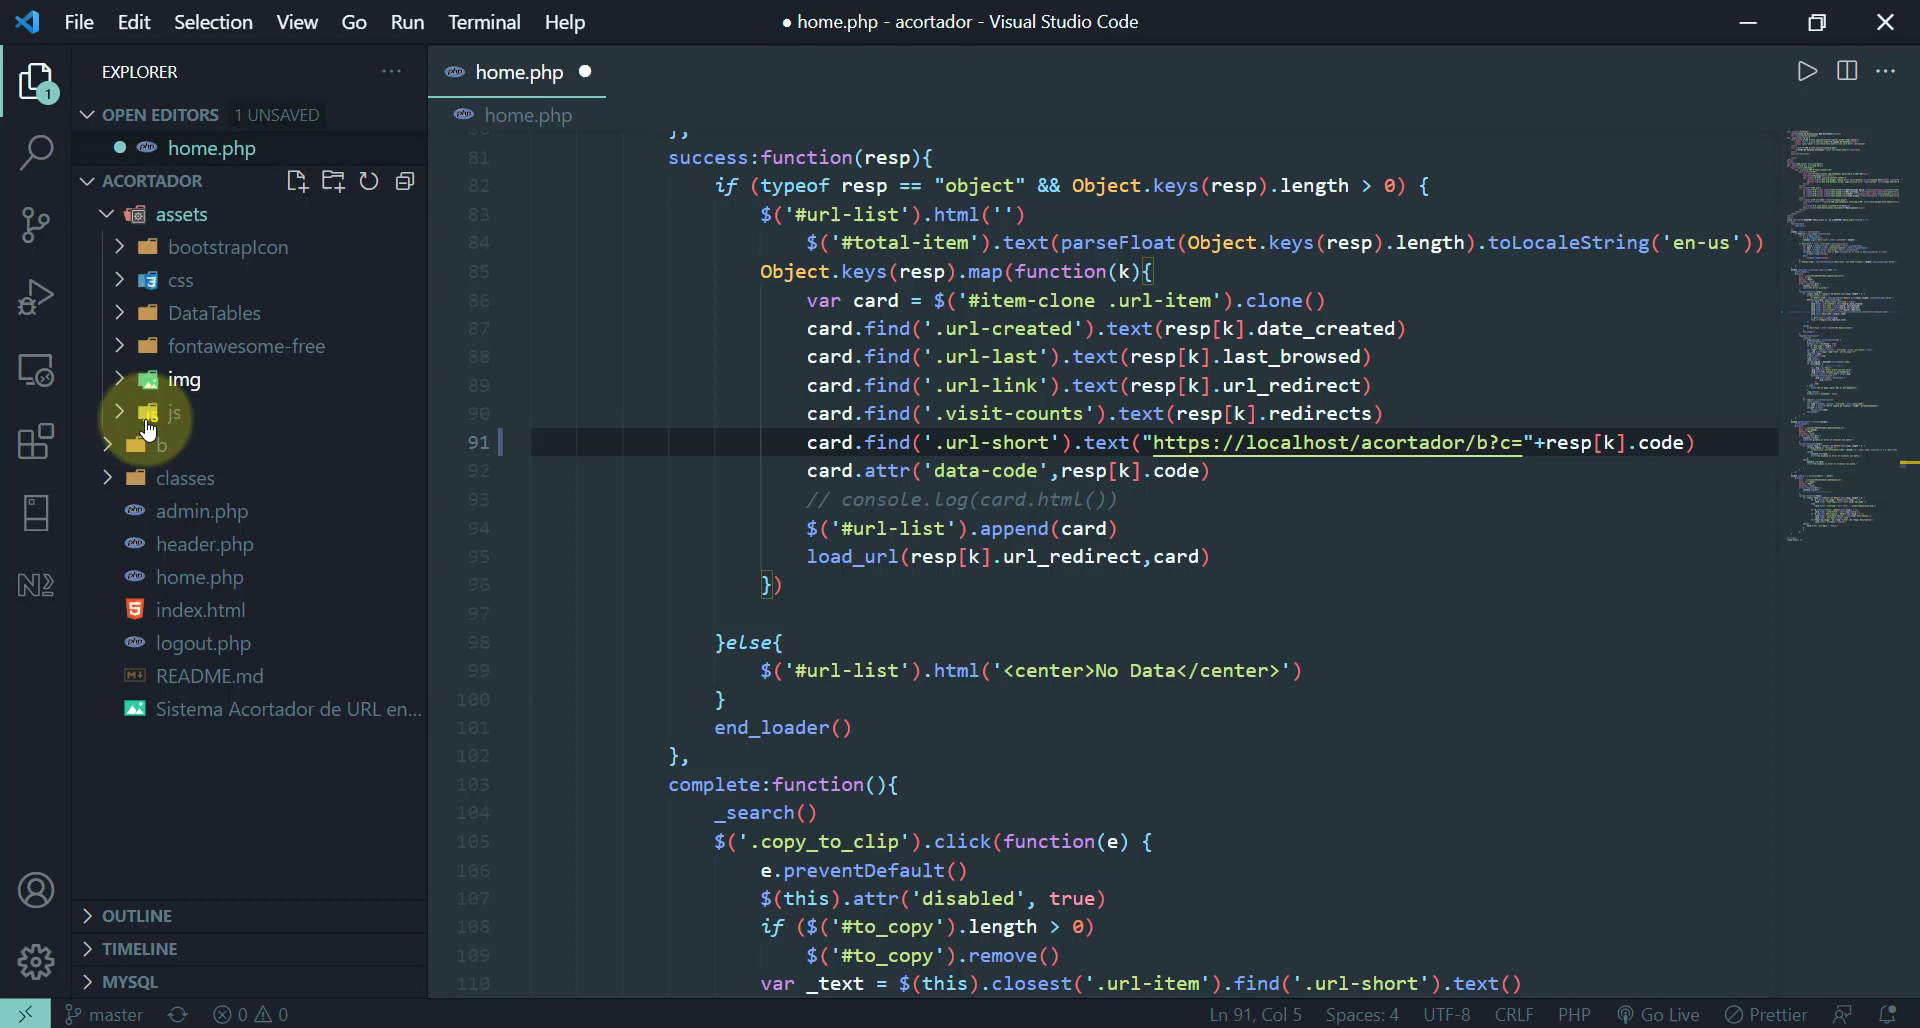 File Edit Selection View Go Run Terminal Help
● home.php - acortador - Visual Studio Code
EXPLORER
1
OPEN EDITORS 1 UNSAVED
home.php
ACORTADOR
assets
bootstrapIcon
css
DataTables
fontawesome-free
img
js
b
classes
admin.php
header.php
home.php
index.html
logout.php
README.md
Sistema Acortador de URL en...
OUTLINE
TIMELINE
MYSQL
home.php
home.php
},
81 success:function(resp){
82 if (typeof resp == "object" && Object.keys(resp).length > 0) {
83 $('#url-list').html('')
84 $('#total-item').text(parseFloat(Object.keys(resp).length).toLocaleString('en-us'))
85 Object.keys(resp).map(function(k){
86 var card = $('#item-clone .url-item').clone()
87 card.find('.url-created').text(resp[k].date_created)
88 card.find('.url-last').text(resp[k].last_browsed)
89 card.find('.url-link').text(resp[k].url_redirect)
90 card.find('.visit-counts').text(resp[k].redirects)
91 card.find('.url-short').text("https://localhost/acortador/b?c="+resp[k].code)
92 card.attr('data-code',resp[k].code)
93 // console.log(card.html())
94 $('#url-list').append(card)
95 load_url(resp[k].url_redirect,card)
96 })
97
98 }else{
99 $('#url-list').html('<center>No Data</center>')
100 }
101 end_loader()
102 },
103 complete:function(){
104 _search()
105 $('.copy_to_clip').click(function(e) {
106 e.preventDefault()
107 $(this).attr('disabled', true)
108 if ($('#to_copy').length > 0)
109 $('#to_copy').remove()
110 var _text = $(this).closest('.url-item').find('.url-short').text()
master 0 0 Ln 91, Col 5 Spaces: 4 UTF-8 CRLF PHP Go Live Prettier